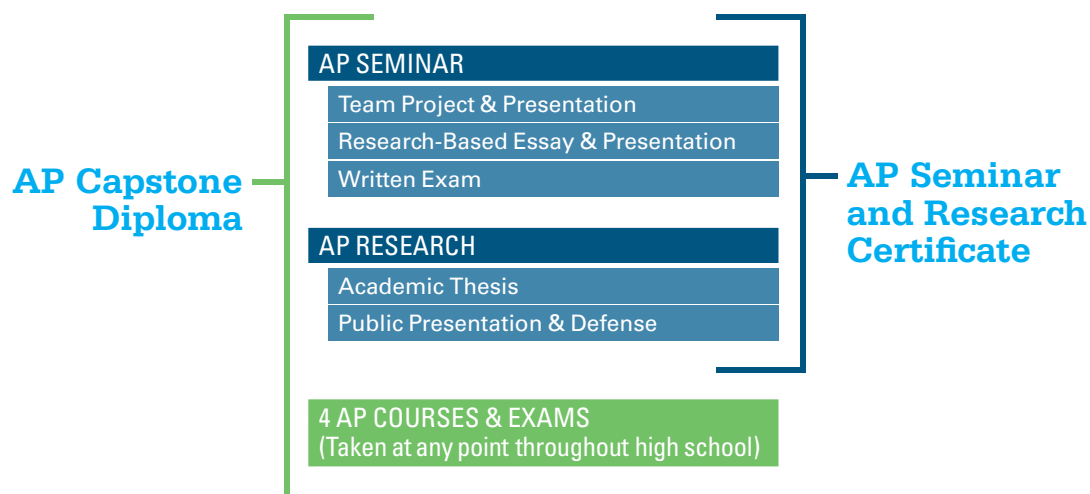 AP Capstone
Diploma
AP SEMINAR
Team Project & Presentation
Research-Based Essay & Presentation
Written Exam
AP RESEARCH
Academic Thesis
Public Presentation & Defense
4 AP COURSES & EXAMS
(Taken at any point throughout high school)
AP Seminar
and Research
Certificate